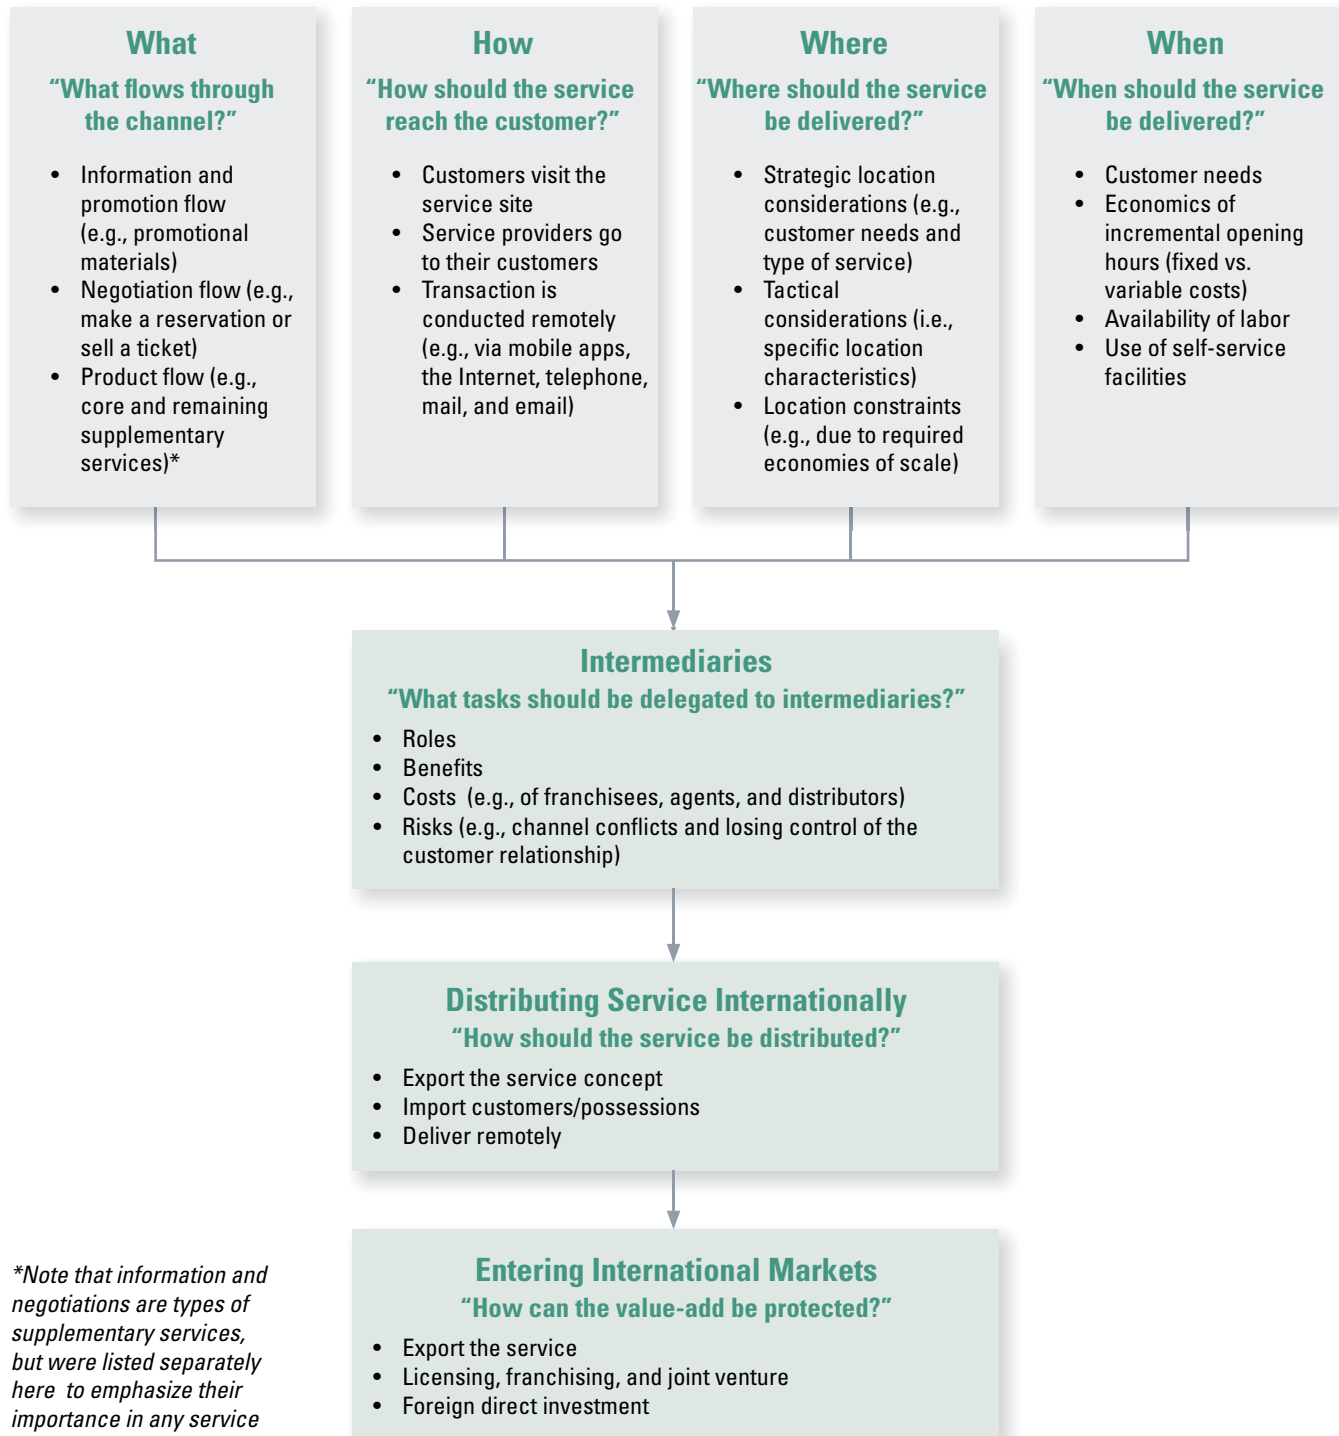 What
“What flows through
the channel?”
• Information and
promotion flow
(e.g., promotional
materials)
• Negotiation flow (e.g.,
make a reservation or
sell a ticket)
• Product flow (e.g.,
core and remaining
supplementary
services)*
How
“How should the service
reach the customer?”
• Customers visit the
service site
• Service providers go
to their customers
• Transaction is
conducted remotely
(e.g., via mobile apps,
the Internet, telephone,
mail, and email)
Where
“Where should the service
be delivered?”
• Strategic location
considerations (e.g.,
customer needs and
type of service)
• Tactical
considerations (i.e.,
specific location
characteristics)
• Location constraints
(e.g., due to required
economies of scale)
When
“When should the service
be delivered?”
• Customer needs
• Economics of
incremental opening
hours (fixed vs.
variable costs)
• Availability of labor
• Use of self-service
facilities
Intermediaries
“What tasks should be delegated to intermediaries?”
• Roles
• Benefits
• Costs (e.g., of franchisees, agents, and distributors)
• Risks (e.g., channel conflicts and losing control of the
customer relationship)
Distributing Service Internationally
“How should the service be distributed?”
• Export the service concept
• Import customers/possessions
• Deliver remotely
Entering International Markets
“How can the value-add be protected?”
• Export the service
• Licensing, franchising, and joint venture
• Foreign direct investment
*Note that information and
negotiations are types of
supplementary services,
but were listed separately
here to emphasize their
importance in any service